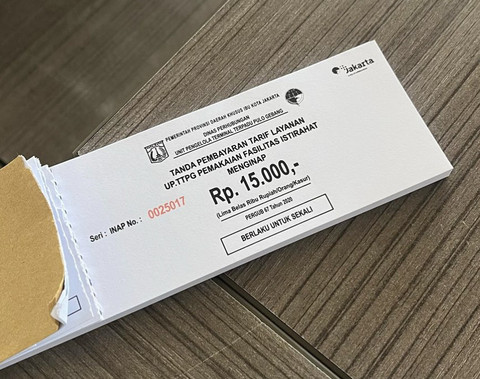 jakarta
PEMERINTAH PROVINSI DAERAH KHUSUS IBU KOTA JAKARTA
DINAS PERHUBUNGAN
UNIT PENGELOLA TERMINAL TERPADU PULO GEBANG
TANDA PEMBAYARAN TARIF LAYANAN
UP.TTPG PEMAKAIAN FASILITAS ISTIRAHAT
MENGINAP
Seri : INAP No. : 0025017
Rp. 15.000,-
(Lima Belas Ribu Rupiah/Orang/Kasur)
PERGUB 67 Tahun 2025
BERLAKU UNTUK SEKALI